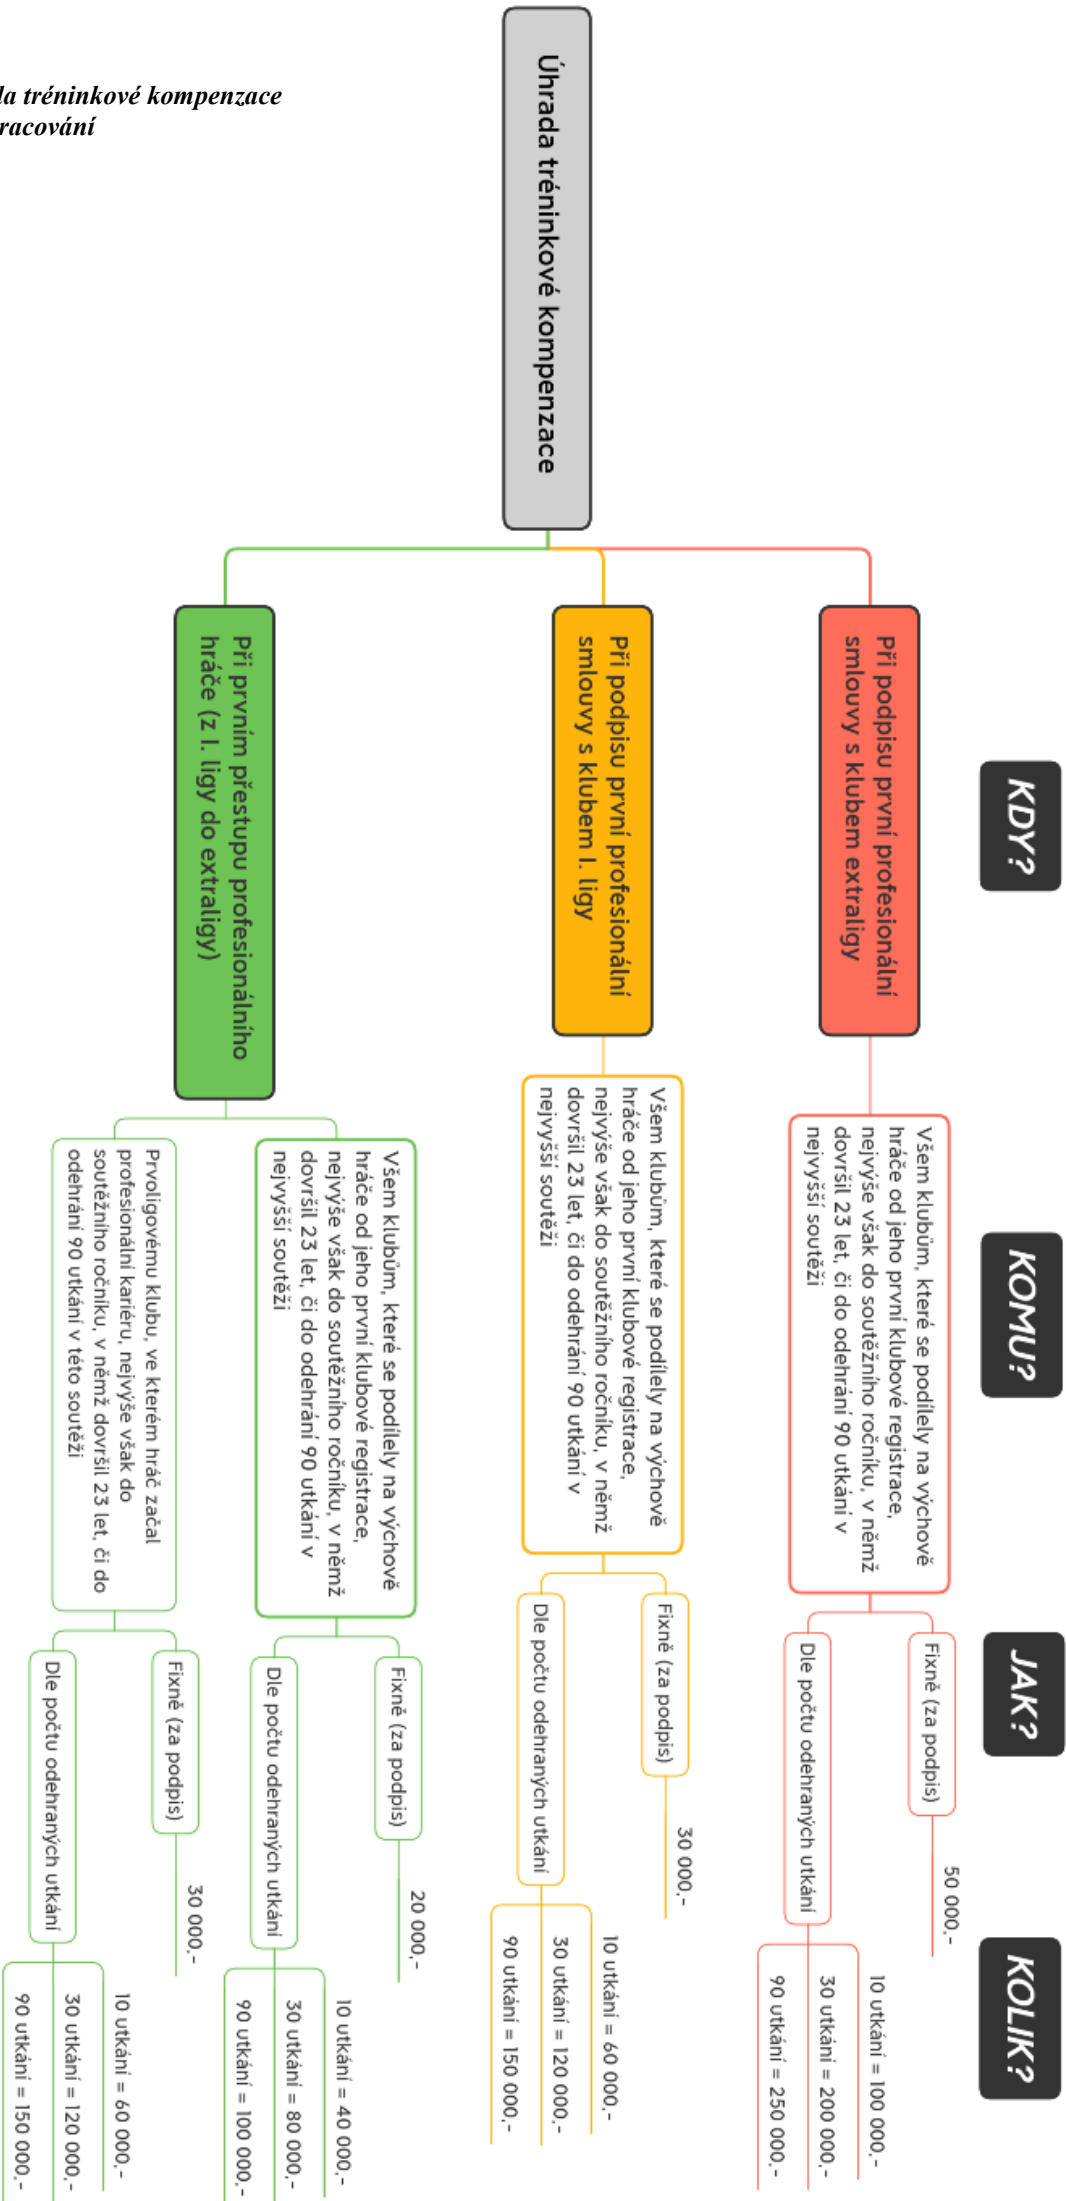 da tréninkové kompenzace
racování
KDY?
KOMU?
JAK?
KOLIK?
Úhrada tréninkové kompenzace
Při podpisu první profesionální
smlouvy s klubem extraligy
Všem klubům, které se podílely na výchově
hráče od jeho první klubové registrace,
nejvýše však do soutěžního ročníku, v němž
dovršil 23 let, či do odehrání 90 utkání v
nejvyšší soutěži
Fixně (za podpis)
50 000,-
Dle počtu odehraných utkání
10 utkání = 100 000,-
30 utkání = 200 000,-
90 utkání = 250 000,-
Při podpisu první profesionální
smlouvy s klubem I. ligy
Všem klubům, které se podílely na výchově
hráče od jeho první klubové registrace,
nejvýše však do soutěžního ročníku, v němž
dovršil 23 let, či do odehrání 90 utkání v
nejvyšší soutěži
Fixně (za podpis)
30 000,-
Dle počtu odehraných utkání
10 utkání = 60 000,-
30 utkání = 120 000,-
90 utkání = 150 000,-
Při prvním přestupu profesionálního
hráče (z I. ligy do extraligy)
Všem klubům, které se podílely na výchově
hráče od jeho první klubové registrace,
nejvýše však do soutěžního ročníku, v němž
dovršil 23 let, či do odehrání 90 utkání v
nejvyšší soutěži
Fixně (za podpis)
20 000,-
Dle počtu odehraných utkání
10 utkání = 40 000,-
30 utkání = 80 000,-
90 utkání = 100 000,-
Prvoligovému klubu, ve kterém hráč začal
profesionální kariéru, nejvýše však do
soutěžního ročníku, v němž dovršil 23 let, či do
odehrání 90 utkání v této soutěži
Fixně (za podpis)
30 000,-
Dle počtu odehraných utkání
10 utkání = 60 000,-
30 utkání = 120 000,-
90 utkání = 150 000,-